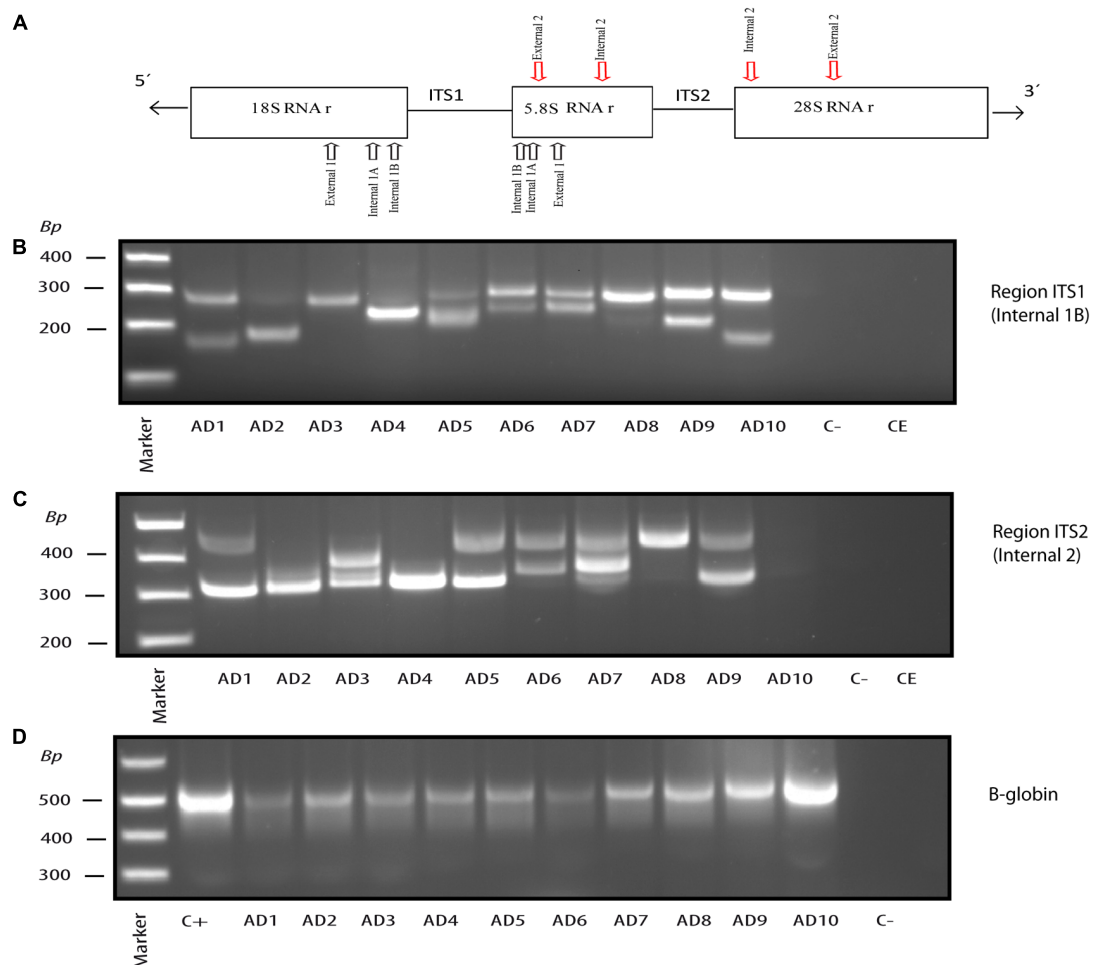 A
External 2
Internal 2
Internal 2
External 2
5´
ITS1
ITS2
3´
18S RNA r
5.8S RNA r
28S RNA r
External 1
Internal 1A
Internal 1B
Internal 1B
Internal 1A
External 1
B
Bp
400
300
200
Region ITS1
(Internal 1B)
Marker AD1 AD2 AD3 AD4 AD5 AD6 AD7 AD8 AD9 AD10 C- CE
C
Bp
400
300
200
Region ITS2
(Internal 2)
Marker AD1 AD2 AD3 AD4 AD5 AD6 AD7 AD8 AD9 AD10 C- CE
D
Bp
500
400
300
B-globin
Marker C+ AD1 AD2 AD3 AD4 AD5 AD6 AD7 AD8 AD9 AD10 C-